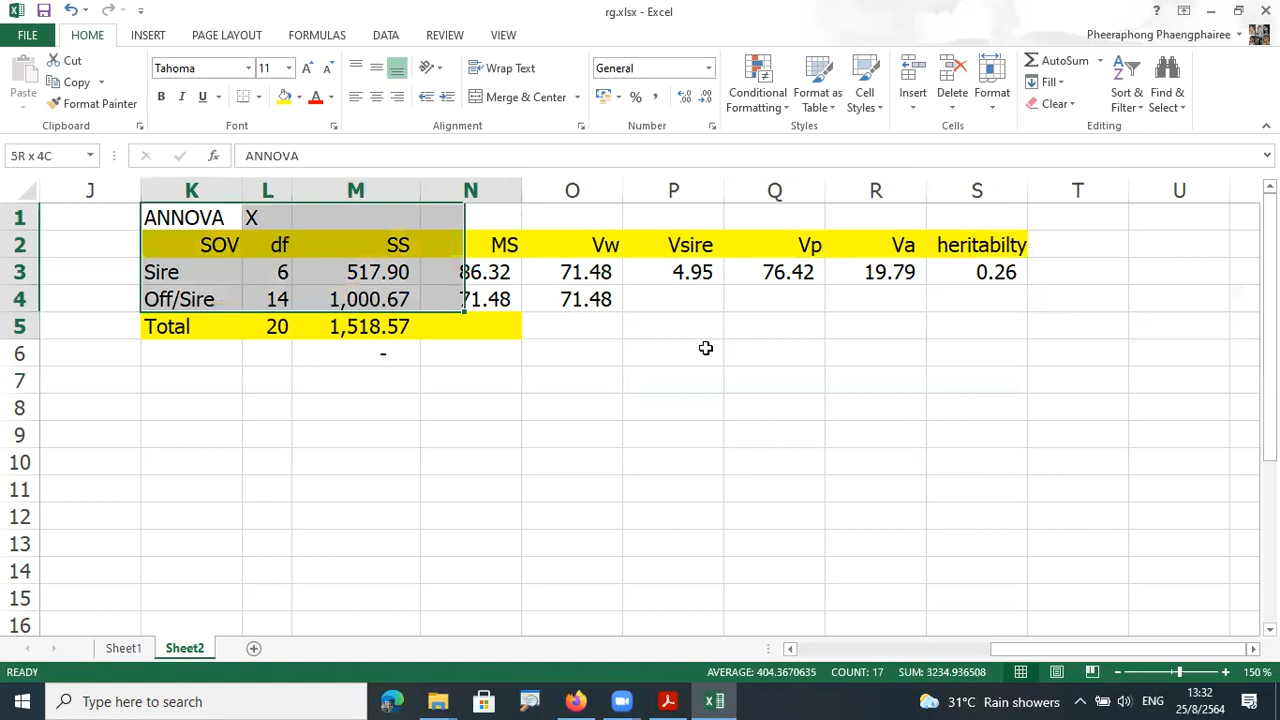 rg.xlsx - Excel
?
FILE HOME INSERT PAGE LAYOUT FORMULAS DATA REVIEW VIEW Pheeraphong Phaengphairee
Paste Cut Copy Format Painter Clipboard
Tahoma 11 B I U A Font
Wrap Text Merge & Center Alignment
General % , Number
Conditional Formatting Format as Table Cell Styles Styles
Insert Delete Format Cells
AutoSum Fill Clear Sort & Filter Find & Select Editing
5R x 4C fx ANNOVA
J K L M N O P Q R S T U
1 ANNOVA X
2 SOV df SS MS Vw Vsire Vp Va heritabilty
3 Sire 6 517.90 86.32 71.48 4.95 76.42 19.79 0.26
4 Off/Sire 14 1,000.67 71.48 71.48
5 Total 20 1,518.57
6 -
7
8
9
10
11
12
13
14
15
16
Sheet1 Sheet2
READY AVERAGE: 404.3670635 COUNT: 17 SUM: 3234.936508 150 %
Type here to search 31°C Rain showers ENG 13:32 25/8/2564